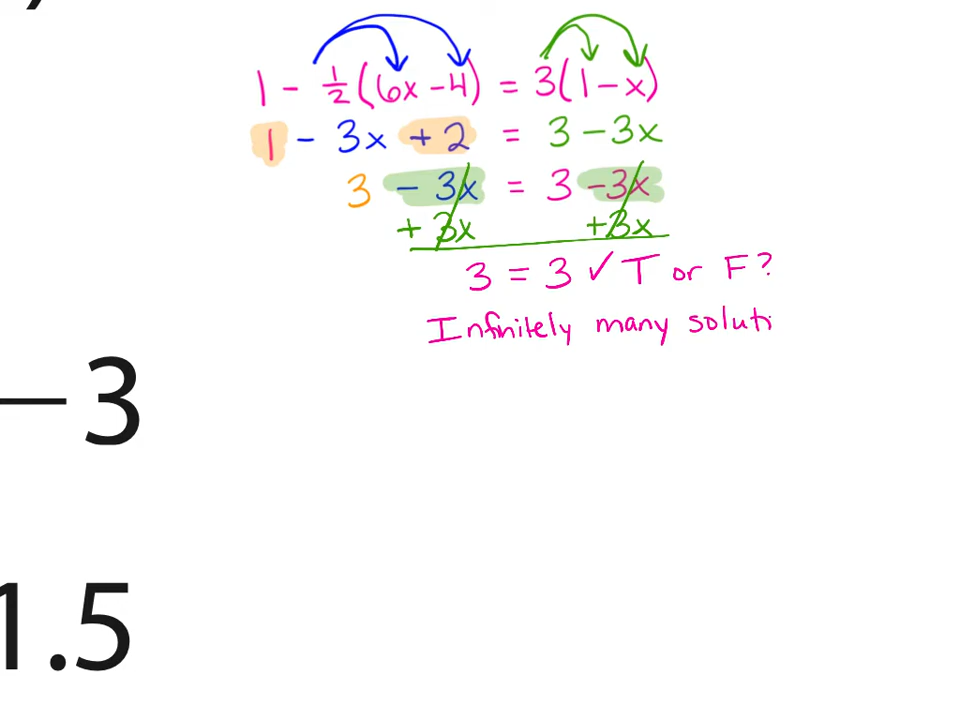 1 - ½(6x - 4) = 3(1 - x)
1 - 3x + 2 = 3 - 3x
3 - 3x = 3 - 3x
+ 3x +3x
3 = 3 ✓ T or F?
Infinitely many soluti
- 3
1.5